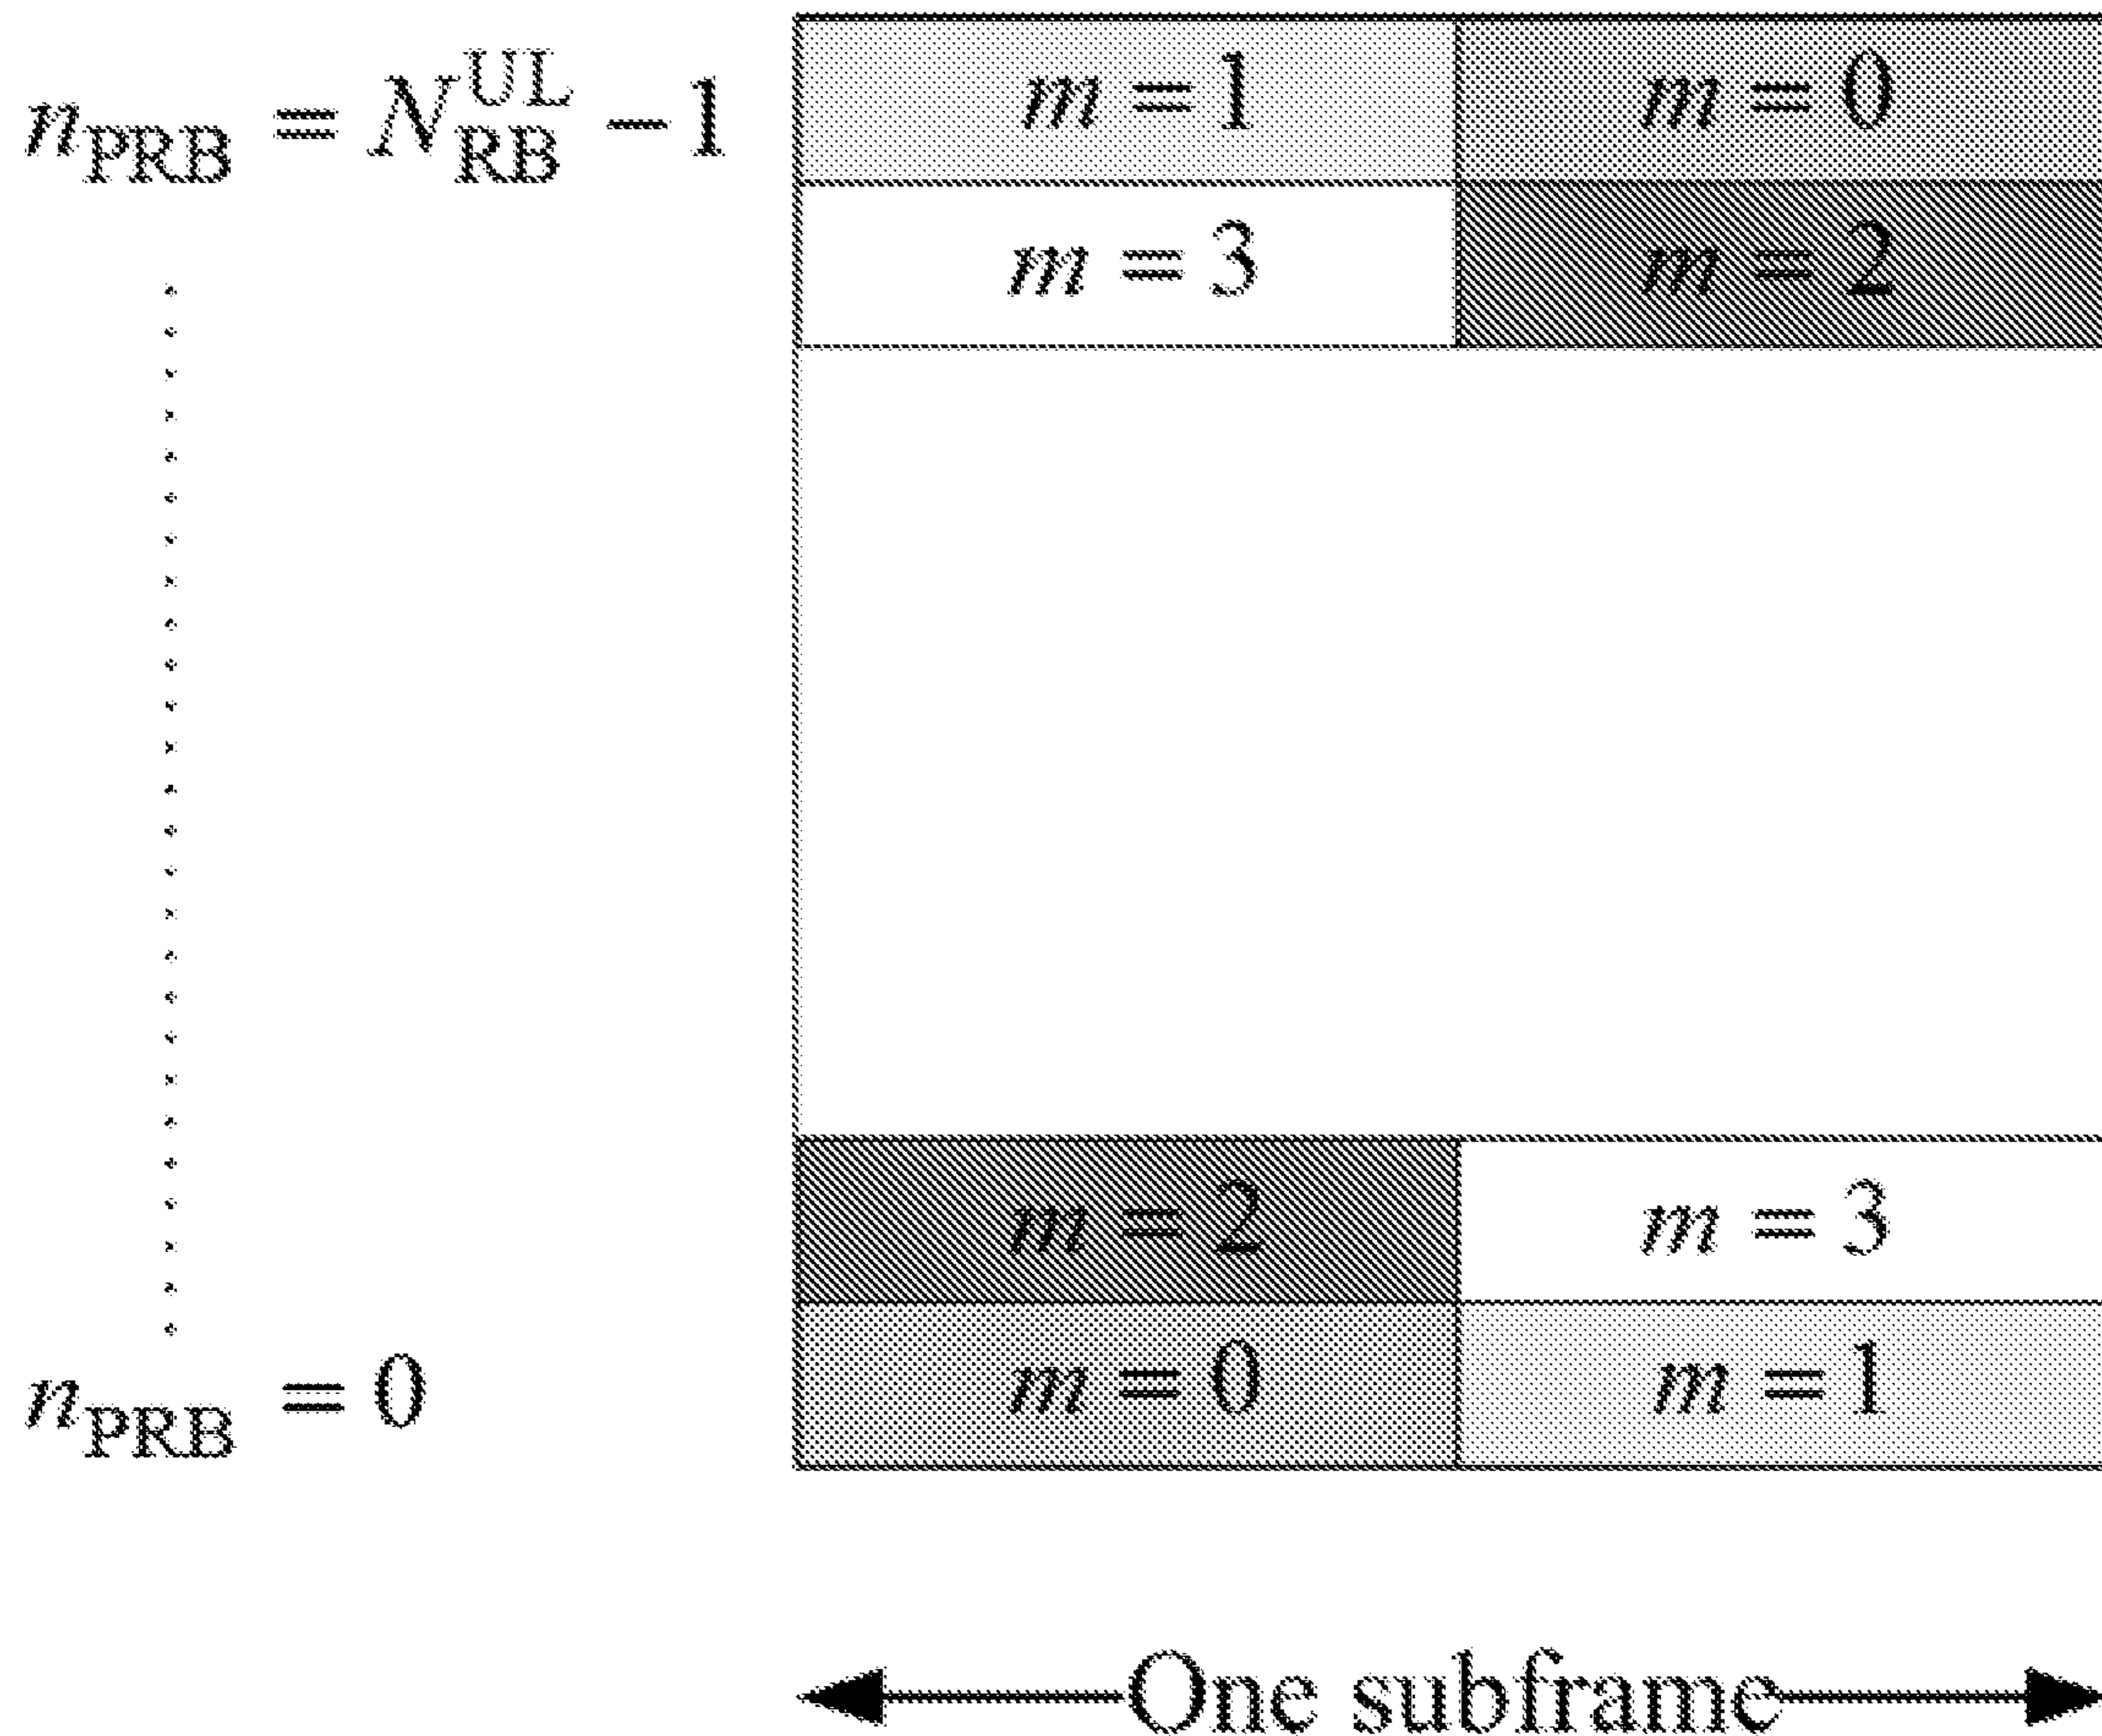 n_PRB = N_RB^UL − 1
m = 1 m = 0
m = 3 m = 2
m = 2 m = 3
n_PRB = 0
m = 0 m = 1
One subframe